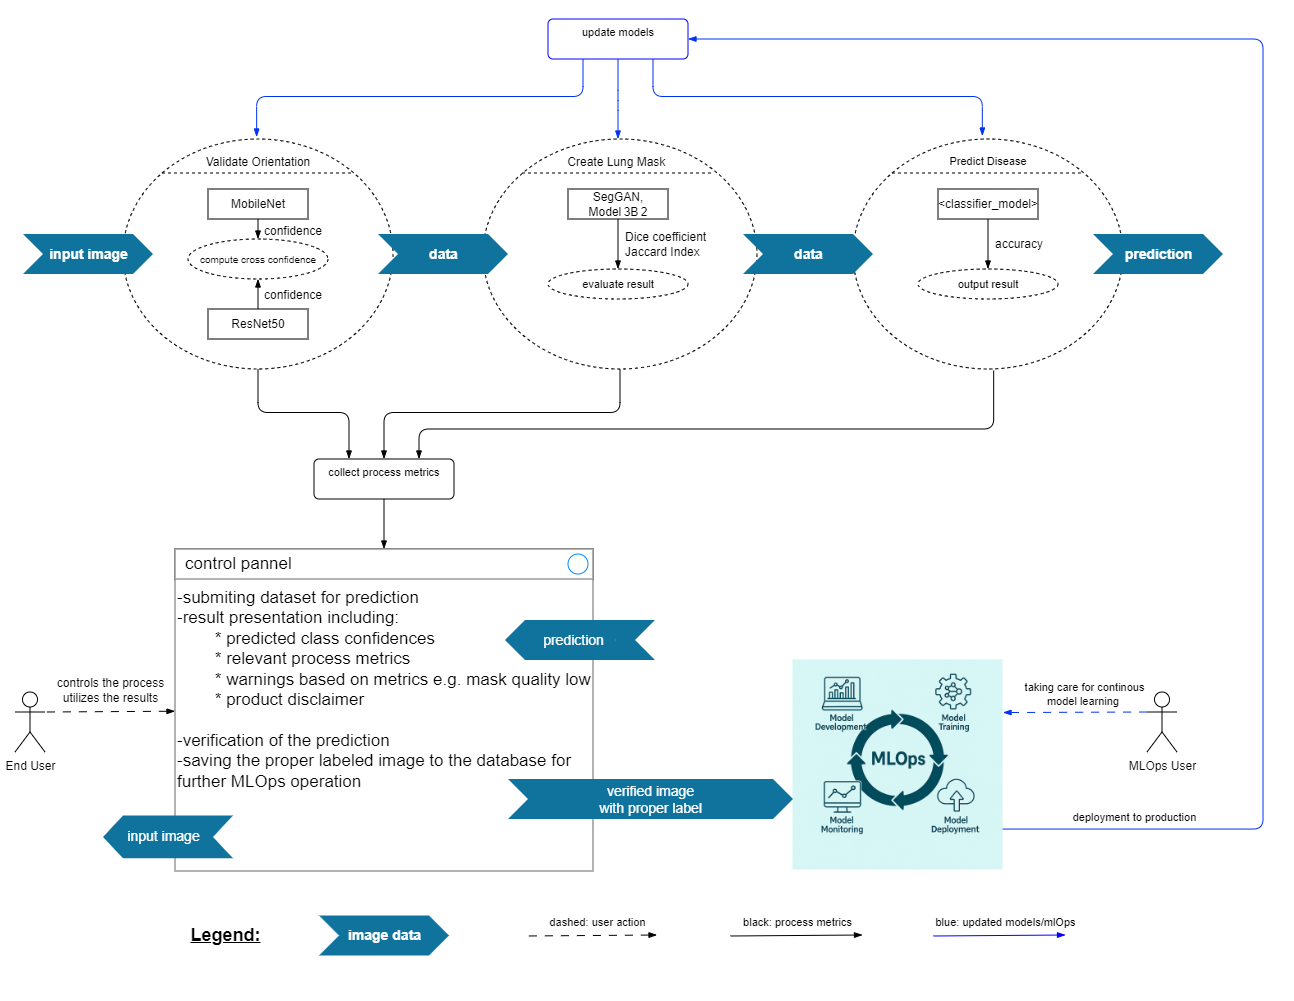 update models
Validate Orientation
MobileNet
confidence
compute cross confidence
confidence
ResNet50
Create Lung Mask
SegGAN,
Model 3B 2
Dice coefficient
Jaccard Index
evaluate result
Predict Disease
<classifier_model>
accuracy
output result
input image
data
data
prediction
collect process metrics
control pannel
-submiting dataset for prediction
-result presentation including:
* predicted class confidences
* relevant process metrics
* warnings based on metrics e.g. mask quality low
* product disclaimer
-verification of the prediction
-saving the proper labeled image to the database for
further MLOps operation
prediction
controls the process
utilizes the results
End User
input image
verified image
with proper label
Model
Development
Model
Training
MLOps
Model
Monitoring
Model
Deployment
taking care for continous
model learning
MLOps User
deployment to production
Legend:
image data
dashed: user action
black: process metrics
blue: updated models/mlOps